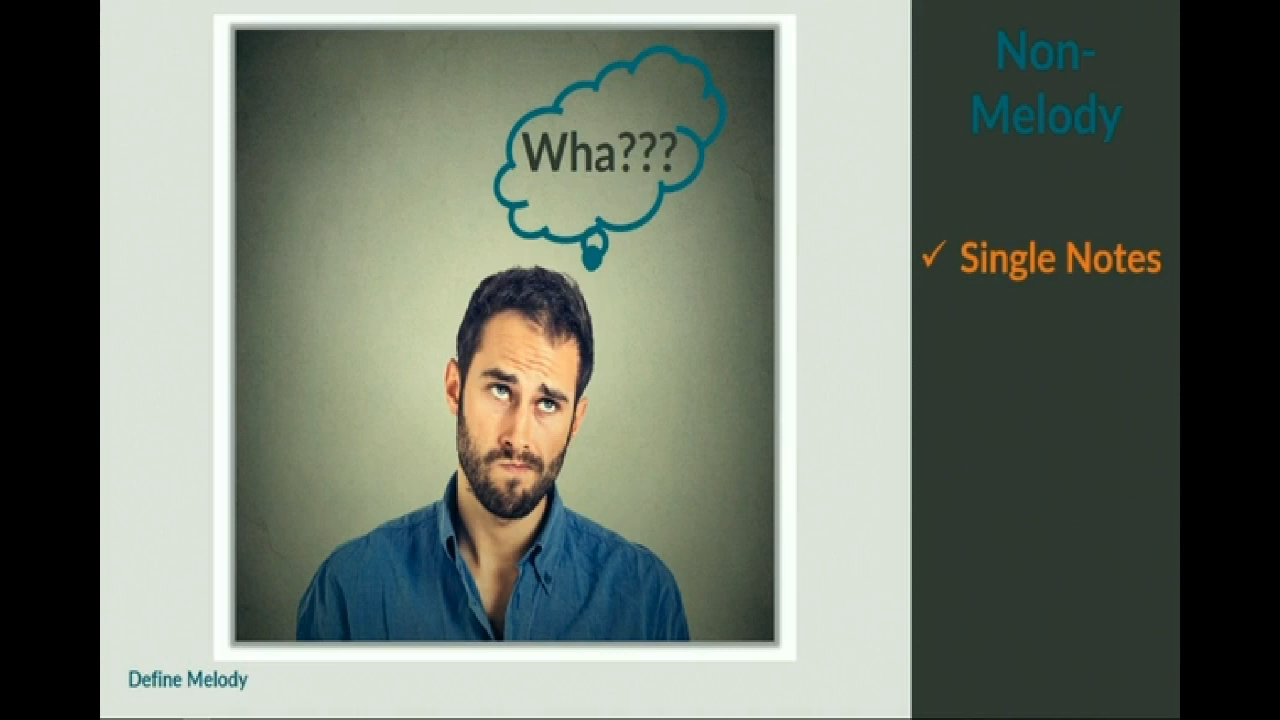 Wha???
Non-
Melody
✓ Single Notes
Define Melody